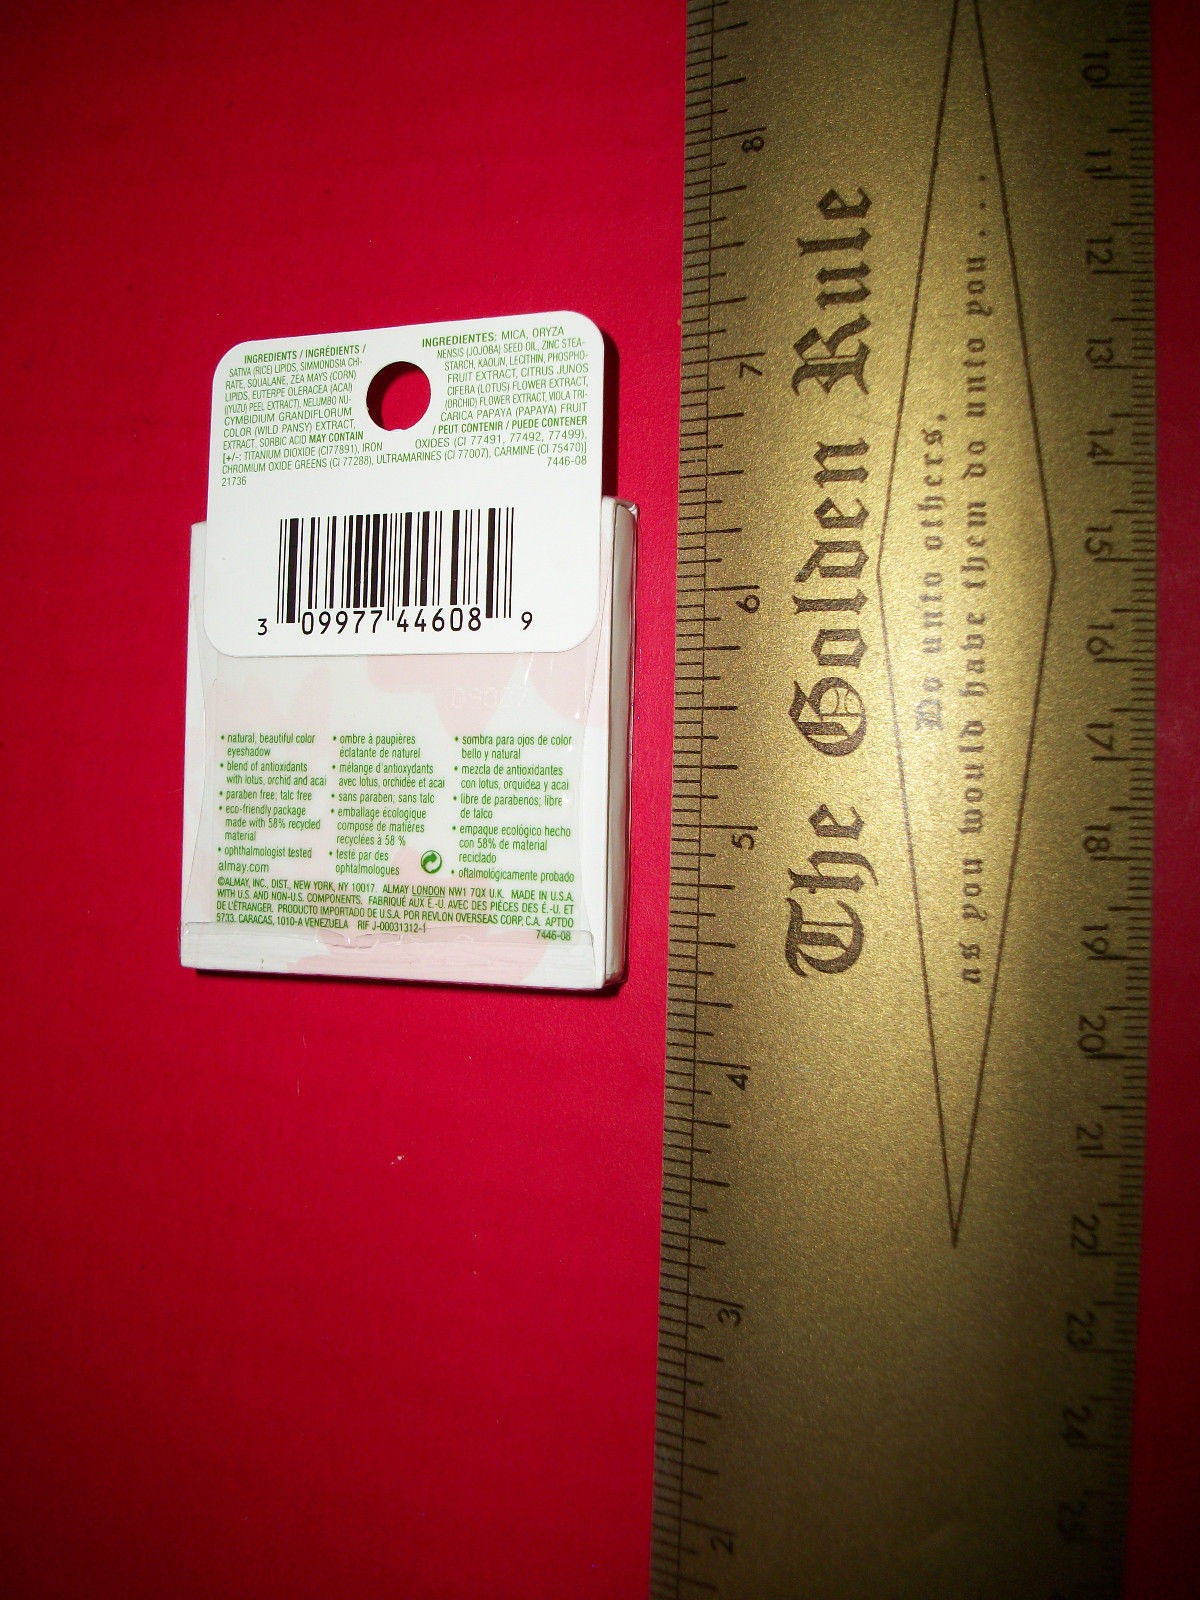 INGREDIENTS / INGRÉDIENTS / INGREDIENTES: MICA, ORYZA
SATIVA (RICE) LIPIDS, SIMMONDSIA CHI-NENSIS (JOJOBA) SEED OIL, ZINC STEA-
RATE, SQUALANE, ZEA MAYS (CORN) STARCH, KAOLIN, LECITHIN, PHOSPHO-
LIPIDS, EUTERPE OLERACEA (ACAI) FRUIT EXTRACT, CITRUS JUNOS
((YUZU) PEEL EXTRACT), NELUMBO NU-CIFERA (LOTUS) FLOWER EXTRACT,
CYMBIDIUM GRANDIFLORUM (ORCHID) FLOWER EXTRACT, VIOLA TRI-
COLOR (WILD PANSY) EXTRACT, CARICA PAPAYA (PAPAYA) FRUIT
EXTRACT, SORBIC ACID MAY CONTAIN / PEUT CONTENIR / PUEDE CONTENER
[+/-: TITANIUM DIOXIDE (CI77891), IRON OXIDES (CI 77491, 77492, 77499),
CHROMIUM OXIDE GREENS (CI 77288), ULTRAMARINES (CI 77007), CARMINE (CI 75470)]
21736 7446-08
3 09977 44608 9
• natural, beautiful color
eyeshadow
• blend of antioxidants
with lotus, orchid and acai
• paraben free; talc free
• eco-friendly package
made with 58% recycled
material
• ophthalmologist tested
almay.com
• ombre à paupières
éclatante de naturel
• mélange d'antioxydants
avec lotus, orchidée et acai
• sans paraben; sans talc
• emballage écologique
composé de matières
recyclées à 58 %
• testé par des
ophtalmologues
• sombra para ojos de color
bello y natural
• mezcla de antioxidantes
con lotus, orquídea y acai
• libre de parabenos; libre
de talco
• empaque ecológico hecho
con 58% de material
reciclado
• oftalmológicamente probado
©ALMAY, INC., DIST., NEW YORK, NY 10017. ALMAY LONDON NW1 7QX U.K. MADE IN U.S.A.
WITH U.S. AND NON-U.S. COMPONENTS. FABRIQUÉ AUX É.-U. AVEC DES PIÈCES DES É.-U. ET
DE L'ÉTRANGER. PRODUCTO IMPORTADO DE U.S.A. POR REVLON OVERSEAS CORP., C.A. APTDO
5733. CARACAS, 1010-A VENEZUELA RIF J-00031312-1
7446-08
The Golden Rule
Do unto others,
as you would have them do unto you . . .
8
7
6
5
4
3
2
10
11
12
13
14
15
16
17
18
19
20
21
22
23
24
25